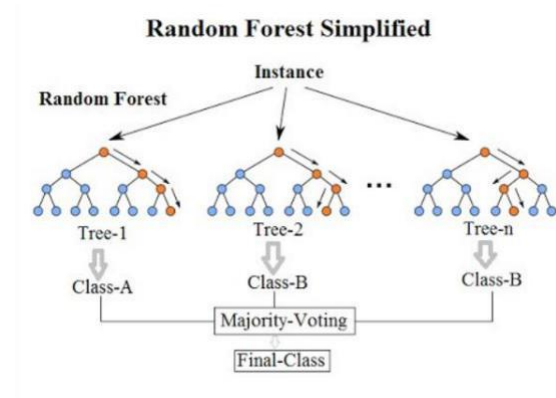 Random Forest Simplified
Instance
Random Forest
...
Tree-1
Tree-2
Tree-n
Class-A
Class-B
Class-B
Majority-Voting
Final-Class